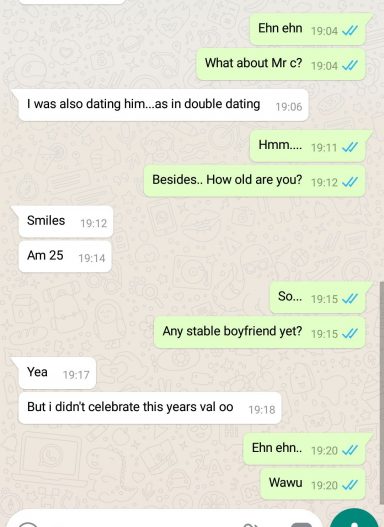 Ehn ehn 19:04
What about Mr c? 19:04
I was also dating him...as in double dating 19:06
Hmm.... 19:11
Besides.. How old are you? 19:12
Smiles 19:12
Am 25 19:14
So... 19:15
Any stable boyfriend yet? 19:15
Yea 19:17
But i didn't celebrate this years val oo 19:18
Ehn ehn.. 19:20
Wawu 19:20